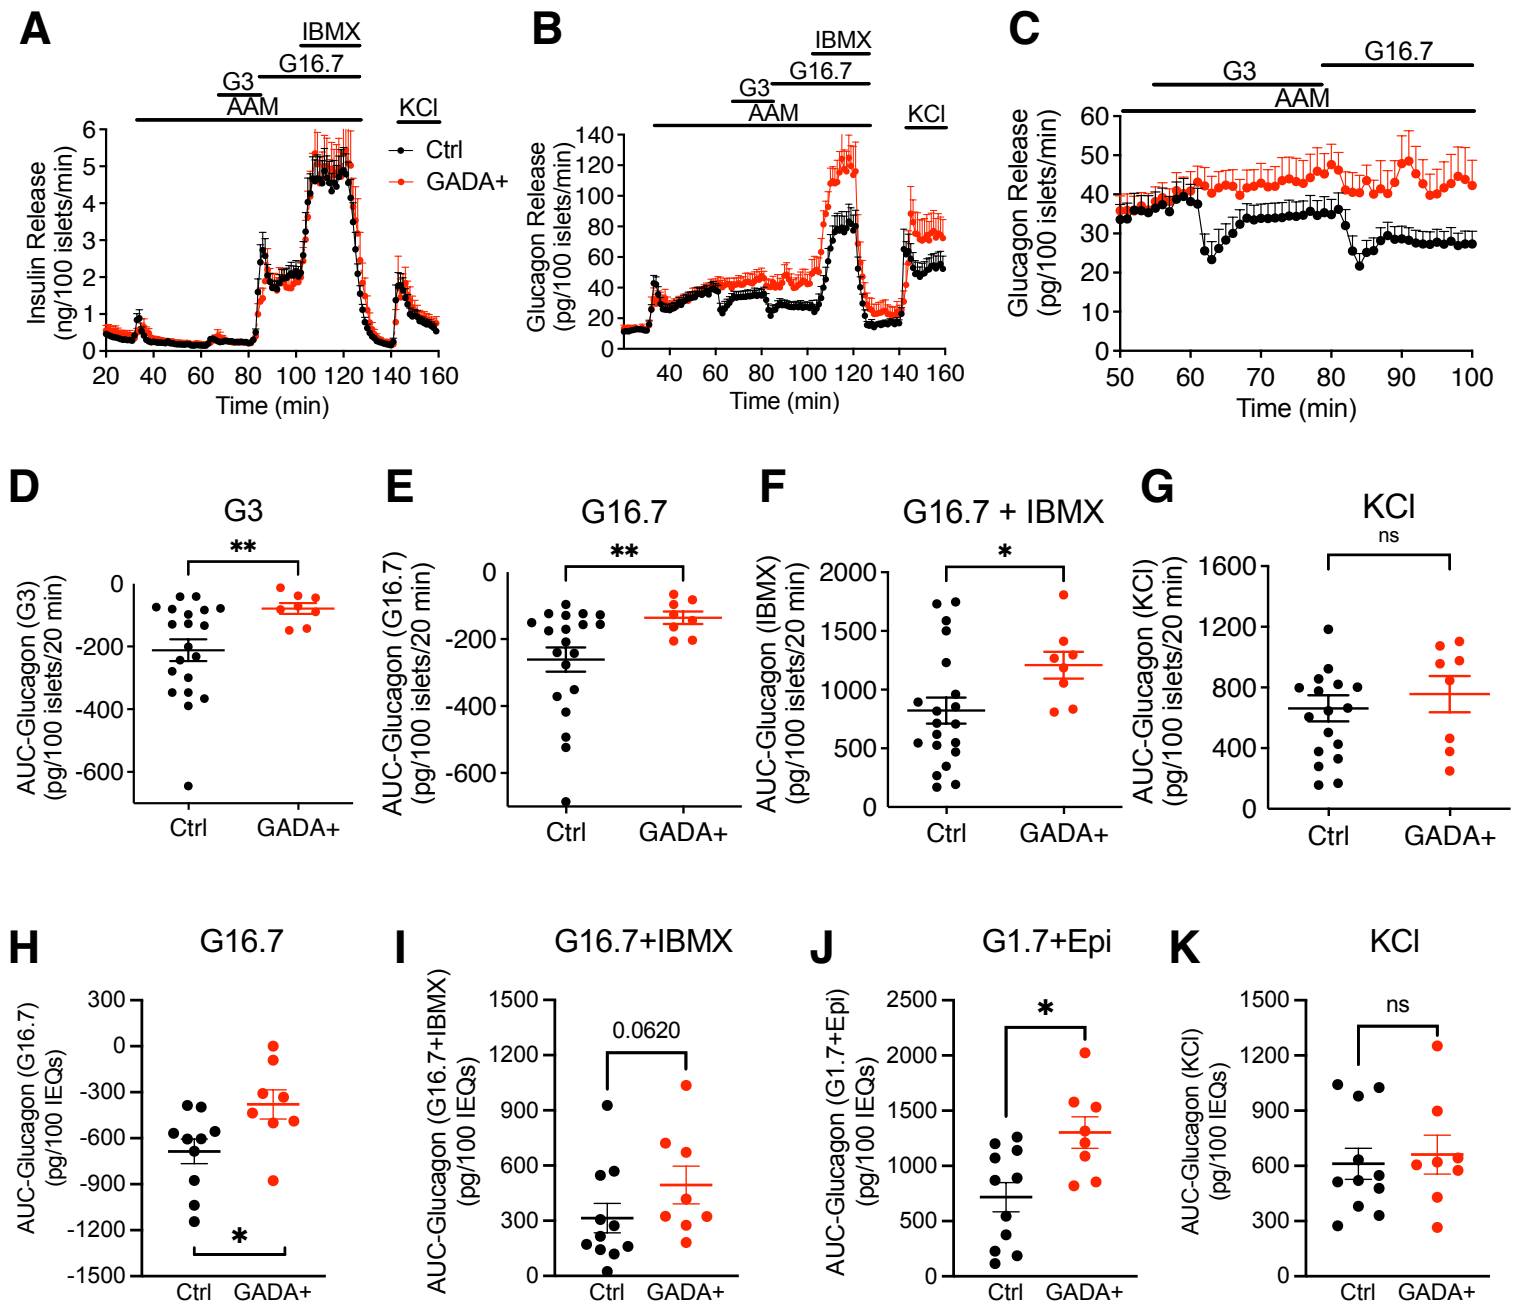 A
IBMX
G16.7
G3
AAM
KCl
Ctrl
GADA+
Insulin Release
(ng/100 islets/min)
6
5
4
3
2
1
0
20 40 60 80 100 120 140 160
Time (min)
B
IBMX
G16.7
G3
AAM
KCl
Glucagon Release
(pg/100 islets/min)
140
120
100
80
60
40
20
0
40 60 80 100 120 140 160
Time (min)
C
G16.7
G3
AAM
Glucagon Release
(pg/100 islets/min)
60
50
40
30
20
10
0
50 60 70 80 90 100
Time (min)
D
G3
**
AUC-Glucagon (G3)
(pg/100 islets/20 min)
0
-200
-400
-600
Ctrl GADA+
E
G16.7
**
AUC-Glucagon (G16.7)
(pg/100 islets/20 min)
0
-200
-400
-600
Ctrl GADA+
F
G16.7 + IBMX
*
AUC-Glucagon (IBMX)
(pg/100 islets/20 min)
2000
1500
1000
500
0
Ctrl GADA+
G
KCl
ns
AUC-Glucagon (KCl)
(pg/100 islets/20 min)
1600
1200
800
400
0
Ctrl GADA+
H
G16.7
AUC-Glucagon (G16.7)
(pg/100 IEQs)
300
0
-300
-600
-900
-1200
-1500
*
Ctrl GADA+
I
G16.7+IBMX
0.0620
AUC-Glucagon (G16.7+IBMX)
(pg/100 IEQs)
1500
1200
900
600
300
0
Ctrl GADA+
J
G1.7+Epi
*
AUC-Glucagon (G1.7+Epi)
(pg/100 IEQs)
2500
2000
1500
1000
500
0
Ctrl GADA+
K
KCl
ns
AUC-Glucagon (KCl)
(pg/100 IEQs)
1500
1200
900
600
300
0
Ctrl GADA+